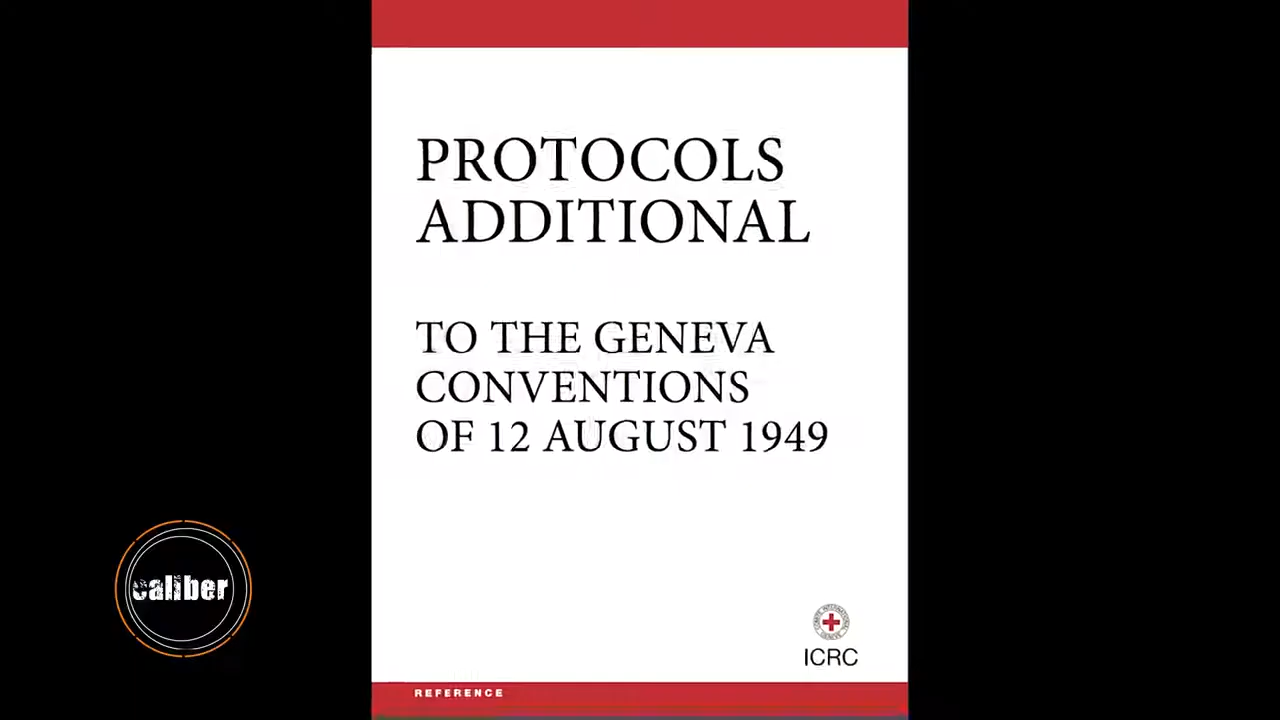 PROTOCOLS
ADDITIONAL
TO THE GENEVA
CONVENTIONS
OF 12 AUGUST 1949
caliber
ICRC
REFERENCE